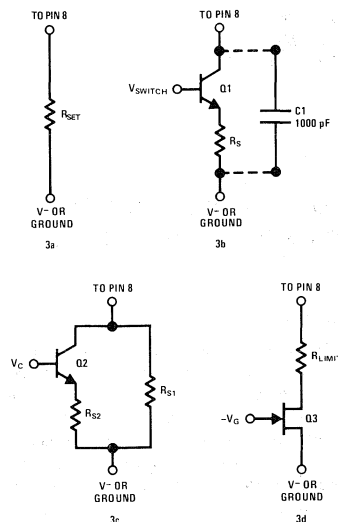 TO PIN 8
RSET
V- OR
GROUND
3a
TO PIN 8
VSWITCH
Q1
C1
1000 pF
RS
V- OR
GROUND
3b
TO PIN 8
VC
Q2
RS1
RS2
V- OR
GROUND
3c
TO PIN 8
RLIMIT
-VG
Q3
V- OR
GROUND
3d